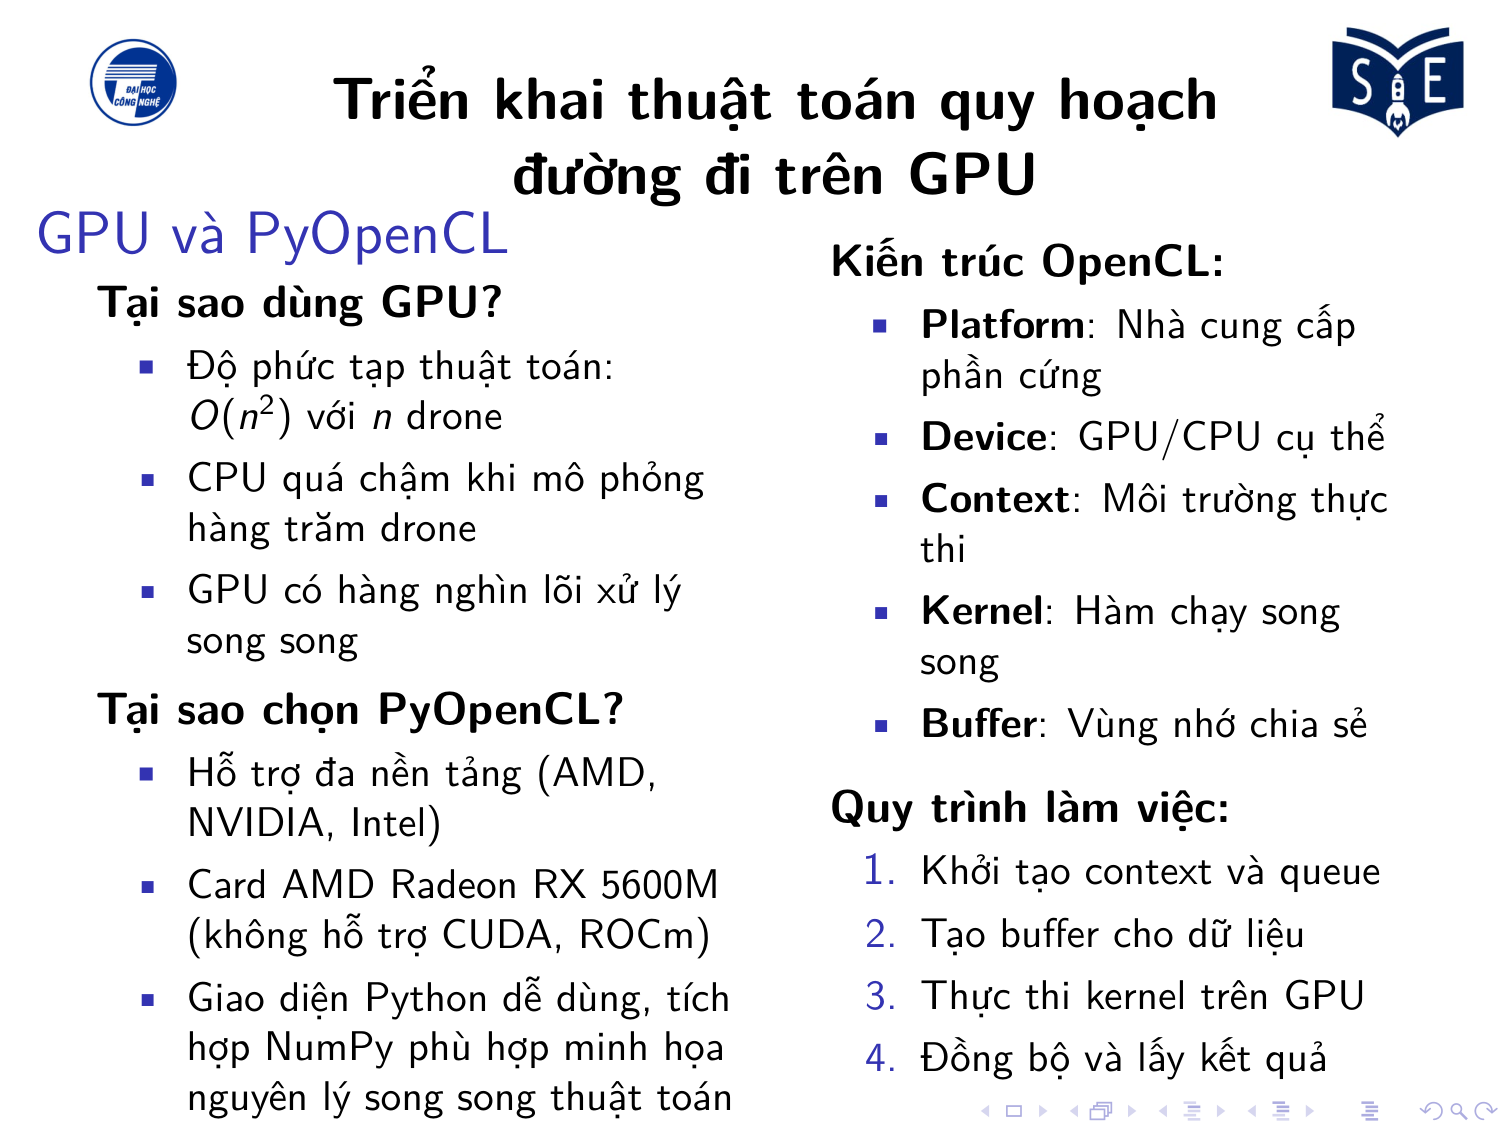 ĐẠI HỌC
CÔNG NGHỆ
S E
Triển khai thuật toán quy hoạch
đường đi trên GPU
GPU và PyOpenCL
Tại sao dùng GPU?
Độ phức tạp thuật toán:
O(n²) với n drone
CPU quá chậm khi mô phỏng
hàng trăm drone
GPU có hàng nghìn lõi xử lý
song song
Tại sao chọn PyOpenCL?
Hỗ trợ đa nền tảng (AMD,
NVIDIA, Intel)
Card AMD Radeon RX 5600M
(không hỗ trợ CUDA, ROCm)
Giao diện Python dễ dùng, tích
hợp NumPy phù hợp minh họa
nguyên lý song song thuật toán
Kiến trúc OpenCL:
Platform: Nhà cung cấp
phần cứng
Device: GPU/CPU cụ thể
Context: Môi trường thực
thi
Kernel: Hàm chạy song
song
Buffer: Vùng nhớ chia sẻ
Quy trình làm việc:
1. Khởi tạo context và queue
2. Tạo buffer cho dữ liệu
3. Thực thi kernel trên GPU
4. Đồng bộ và lấy kết quả